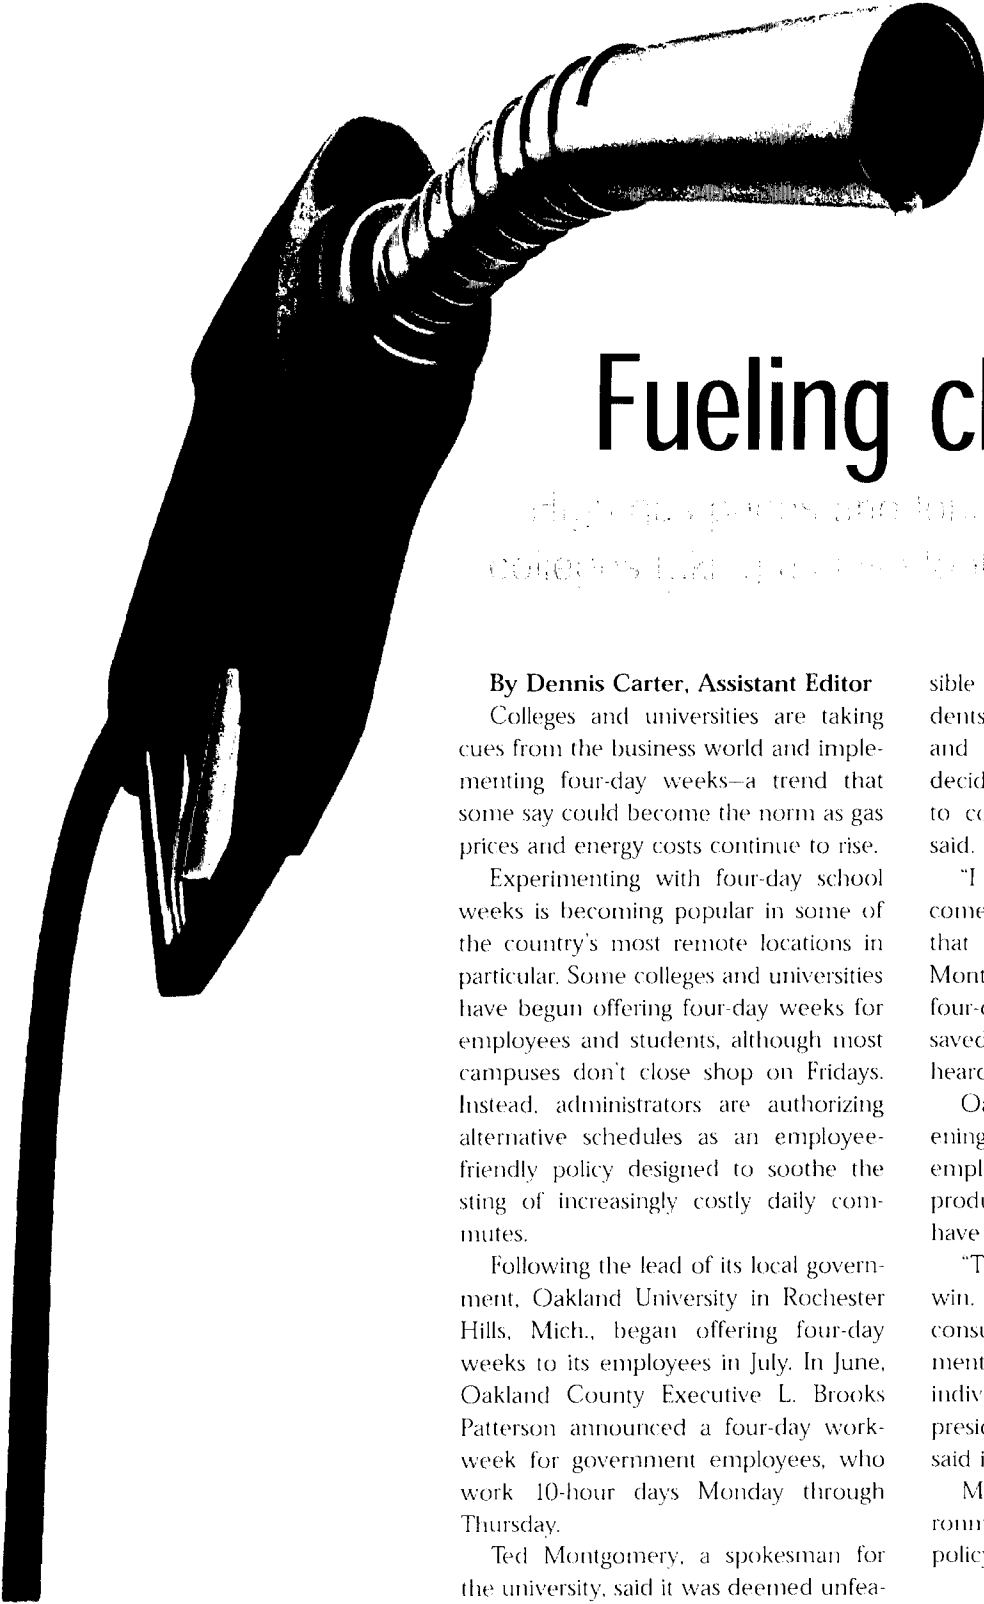 Fueling
colleges
By Dennis Carter, Assistant Editor
Colleges and universities are taking
cues from the business world and imple-
menting four-day weeks—a trend that
some say could become the norm as gas
prices and energy costs continue to rise.
Experimenting with four-day school
weeks is becoming popular in some of
the country's most remote locations in
particular. Some colleges and universities
have begun offering four-day weeks for
employees and students, although most
campuses don't close shop on Fridays.
Instead, administrators are authorizing
alternative schedules as an employee-
friendly policy designed to soothe the
sting of increasingly costly daily com-
mutes.
Following the lead of its local govern-
ment, Oakland University in Rochester
Hills, Mich., began offering four-day
weeks to its employees in July. In June,
Oakland County Executive L. Brooks
Patterson announced a four-day work-
week for government employees, who
work 10-hour days Monday through
Thursday.
Ted Montgomery, a spokesman for
the university, said it was deemed unfea-
sible
dents
and
decid
to co
said.
"I
come
that
Mont
four-
saved
heard
Oa
ening
empl
produ
have
"T
win.
consu
ment
indiv
presid
said i
M
ronm
policy